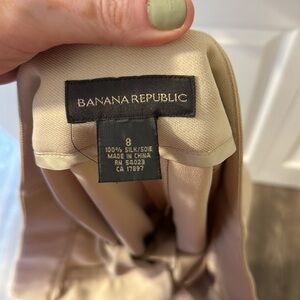 BANANA REPUBLIC
8
100% SILK/SOIE
MADE IN CHINA
RN 54023
CA 17897